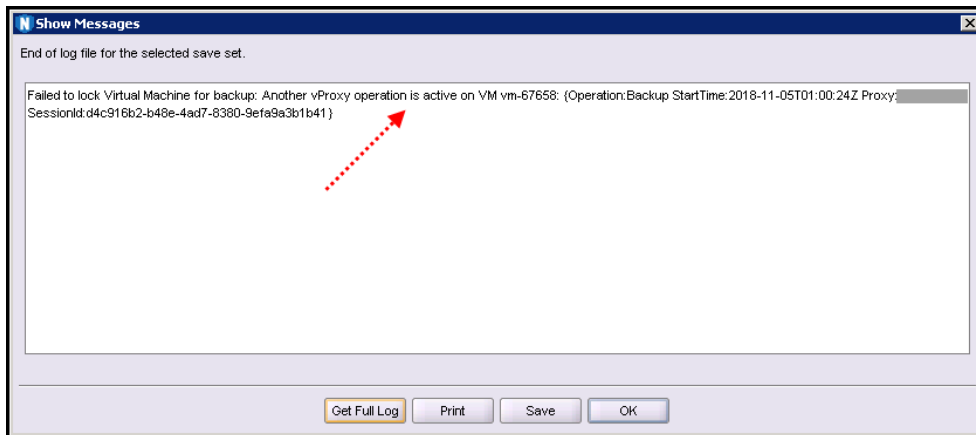 Show Messages
End of log file for the selected save set.
Failed to lock Virtual Machine for backup: Another vProxy operation is active on VM vm-67658: {Operation:Backup StartTime:2018-11-05T01:00:24Z Proxy:
SessionId:d4c916b2-b48e-4ad7-8380-9efa9a3b1b41}
Get Full Log Print Save OK